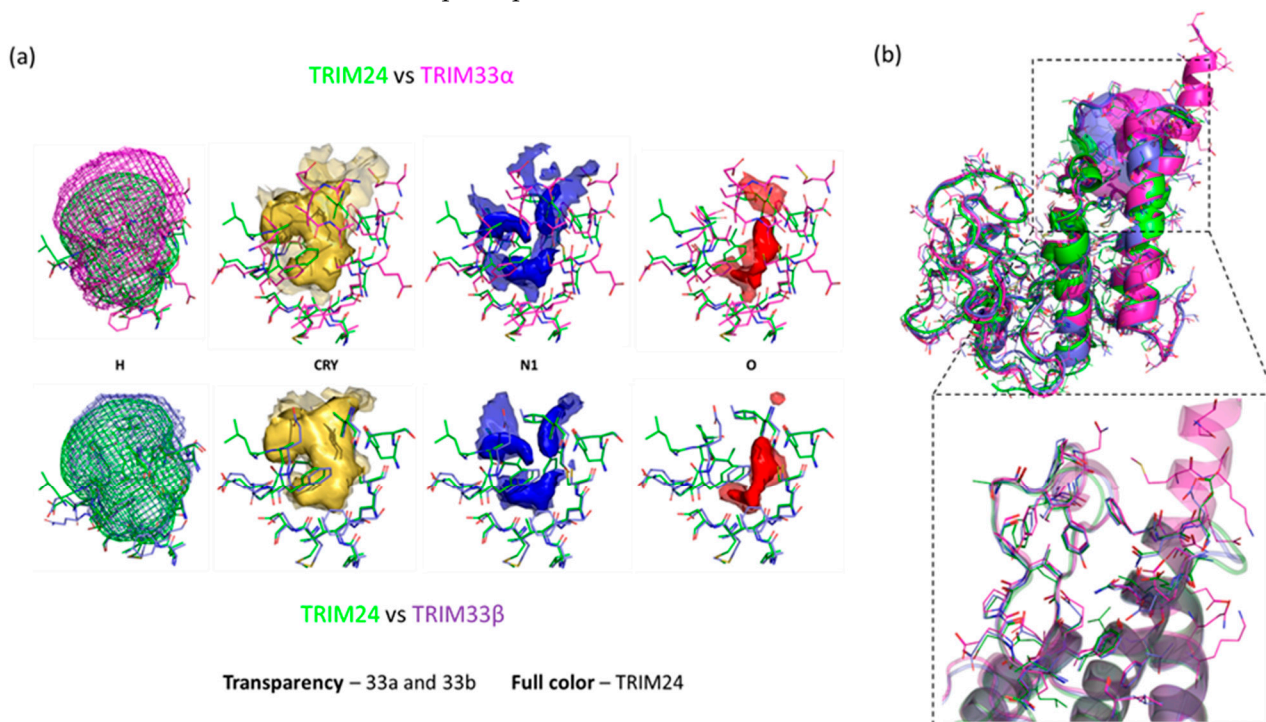 (a)
TRIM24 vs TRIM33α
H
CRY
N1
O
TRIM24 vs TRIM33β
Transparency – 33a and 33b Full color – TRIM24
(b)